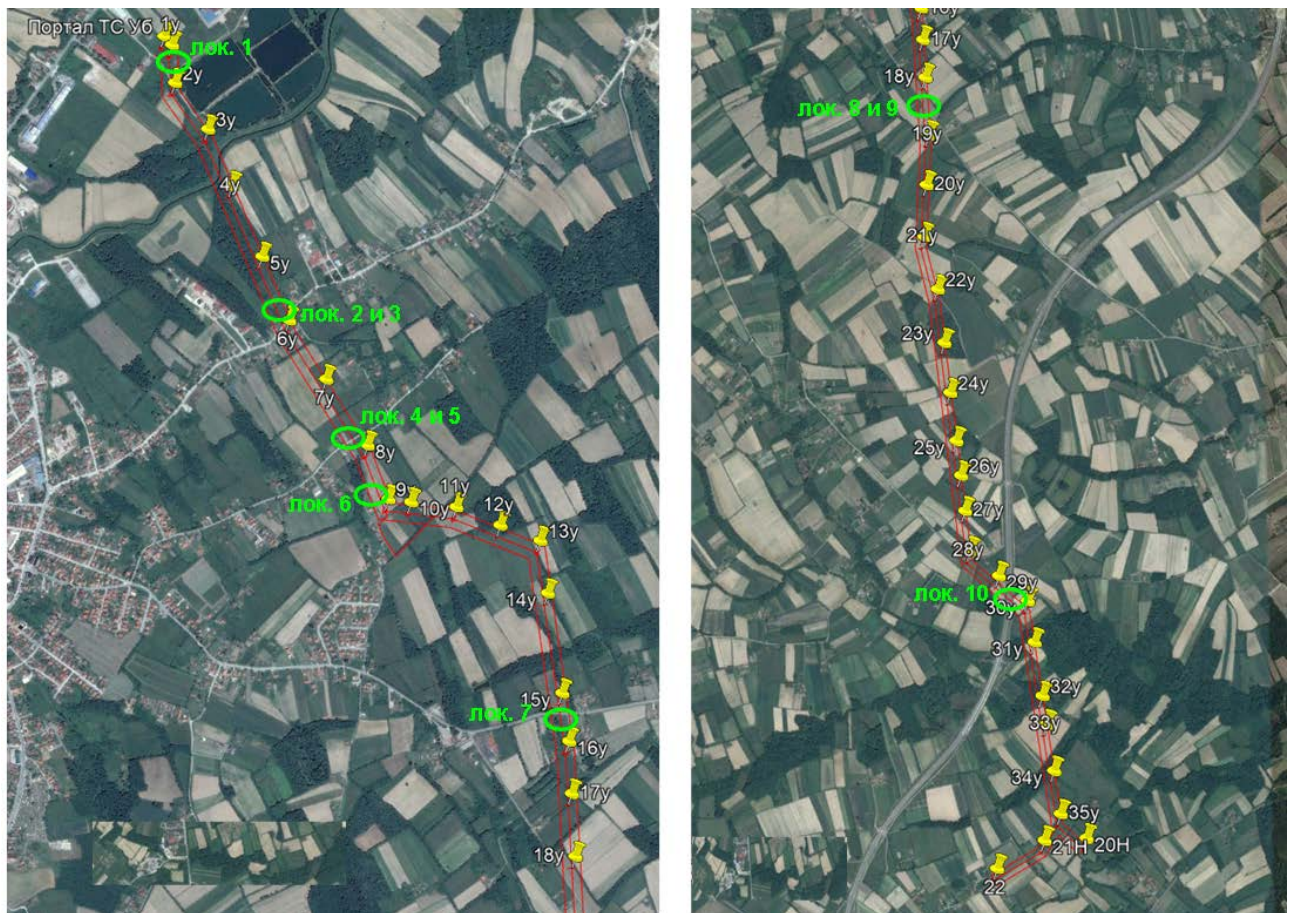 Портал ТС Уб
1у
лок. 1
2у
3у
4у
5у
лок. 2 и 3
6у
7у
лок. 4 и 5
8у
лок. 6
9у
10у
11у
12у
13у
14у
15у
лок. 7
16у
17у
18у
17у
18у
лок. 8 и 9
19у
20у
21у
22у
23у
24у
25у
26у
27у
28у
29у
лок. 10
30у
31у
32у
33у
34у
35у
21Н
20Н
22